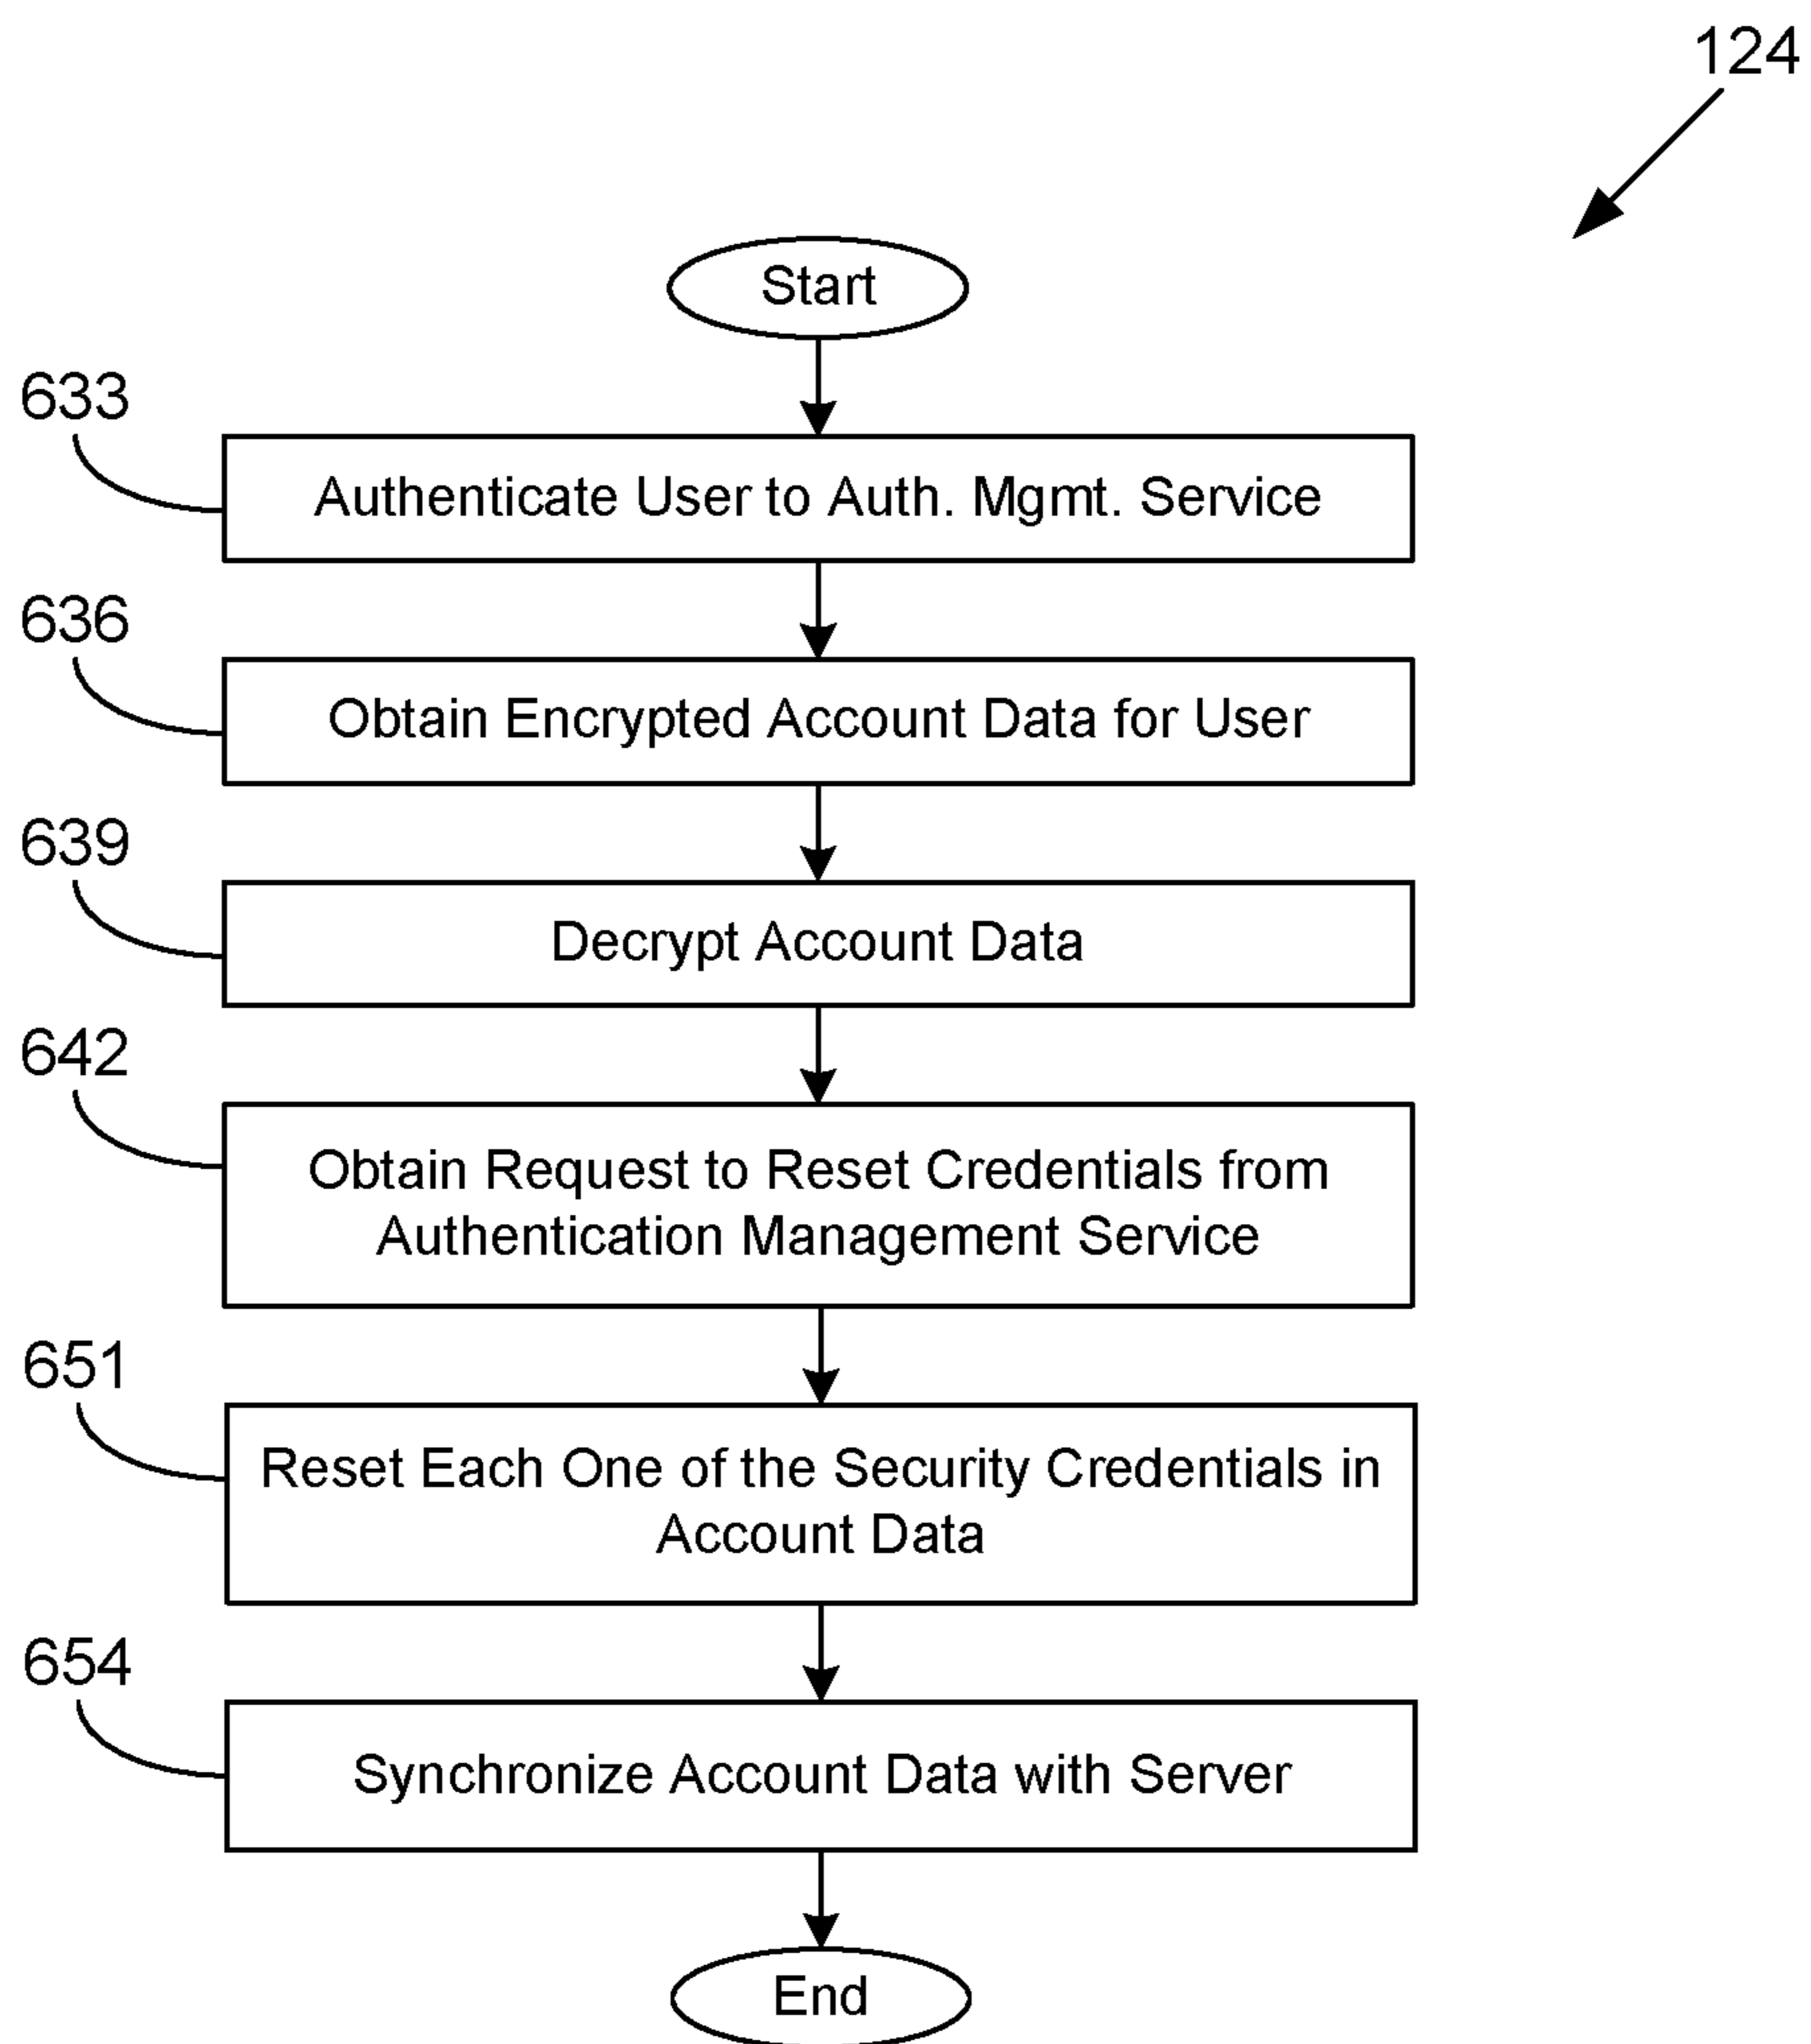 124
Start
633
Authenticate User to Auth. Mgmt. Service
636
Obtain Encrypted Account Data for User
639
Decrypt Account Data
642
Obtain Request to Reset Credentials from
Authentication Management Service
651
Reset Each One of the Security Credentials in
Account Data
654
Synchronize Account Data with Server
End